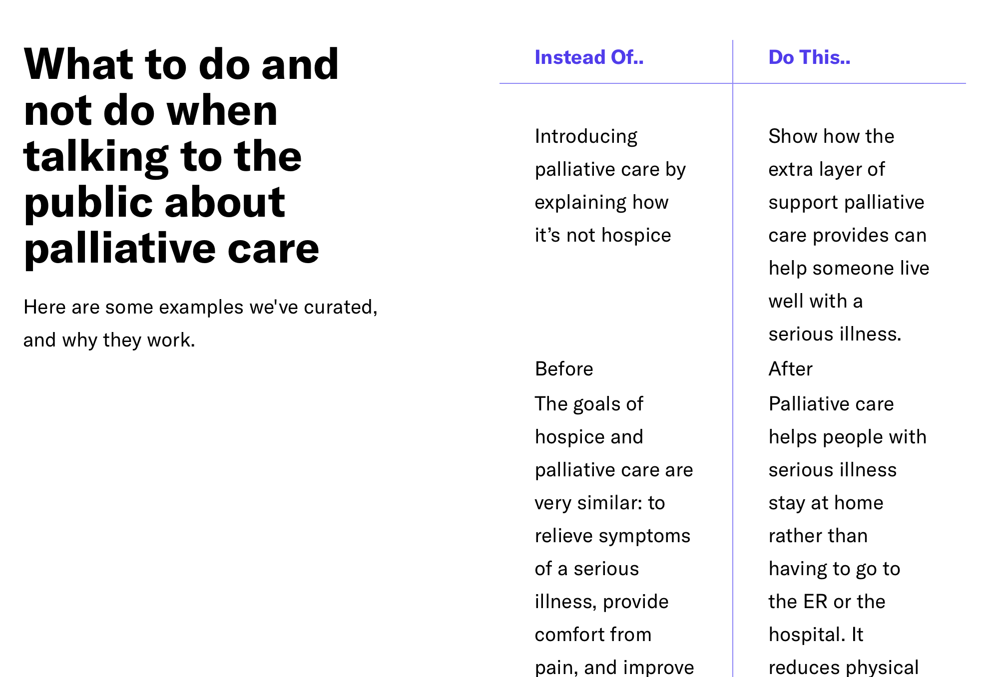 What to do and
not do when
talking to the
public about
palliative care
Here are some examples we've curated,
and why they work.
Instead Of..
Do This..
Introducing
palliative care by
explaining how
it’s not hospice
Show how the
extra layer of
support palliative
care provides can
help someone live
well with a
serious illness.
Before
After
The goals of
hospice and
palliative care are
very similar: to
relieve symptoms
of a serious
illness, provide
comfort from
pain, and improve
Palliative care
helps people with
serious illness
stay at home
rather than
having to go to
the ER or the
hospital. It
reduces physical